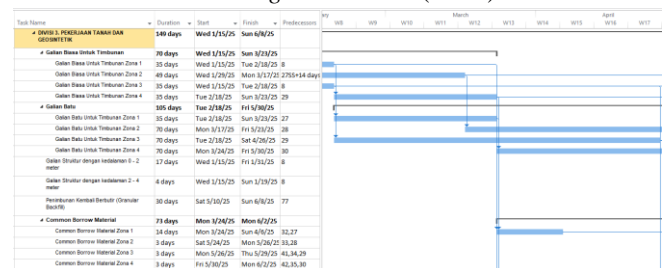 Task Name Duration Start Finish Predecessors
March April
W8 W9 W10 W11 W12 W13 W14 W15 W16 W17
DIVISI 3. PEKERJAAN TANAH DAN GEOSINTETIK 149 days Wed 1/15/25 Sun 6/8/25
Galian Biasa Untuk Timbunan 70 days Wed 1/15/25 Sun 3/23/25
Galian Biasa Untuk Timbunan Zona 1 35 days Wed 1/15/25 Tue 2/18/25 8
Galian Biasa Untuk Timbunan Zona 2 49 days Wed 1/29/25 Mon 3/17/25 27SS+14 days
Galian Biasa Untuk Timbunan Zona 3 35 days Wed 1/15/25 Tue 2/18/25 8
Galian Biasa Untuk Timbunan Zona 4 35 days Tue 2/18/25 Sun 3/23/25 29
Galian Batu 105 days Tue 2/18/25 Fri 5/30/25
Galian Batu Untuk Timbunan Zona 1 35 days Tue 2/18/25 Sun 3/23/25 27
Galian Batu Untuk Timbunan Zona 2 70 days Mon 3/17/25 Fri 5/23/25 28
Galian Batu Untuk Timbunan Zona 3 70 days Tue 2/18/25 Sat 4/26/25 29
Galian Batu Untuk Timbunan Zona 4 70 days Mon 3/24/25 Fri 5/30/25 30
Galian Struktur dengan kedalaman 0 - 2 meter 17 days Wed 1/15/25 Fri 1/31/25 8
Galian Struktur dengan kedalaman 2 - 4 meter 4 days Wed 1/15/25 Sun 1/19/25 8
Penimbunan Kembali Berbutir (Granular Backfill) 30 days Sat 5/10/25 Sun 6/8/25 77
Common Borrow Material 73 days Mon 3/24/25 Mon 6/2/25
Common Borrow Material Zona 1 14 days Mon 3/24/25 Sun 4/6/25 32,27
Common Borrow Material Zona 2 3 days Sat 5/24/25 Mon 5/26/25 33,28
Common Borrow Material Zona 3 3 days Mon 5/26/25 Thu 5/29/25 41,34,29
Common Borrow Material Zona 4 3 days Fri 5/30/25 Mon 6/2/25 42,35,30